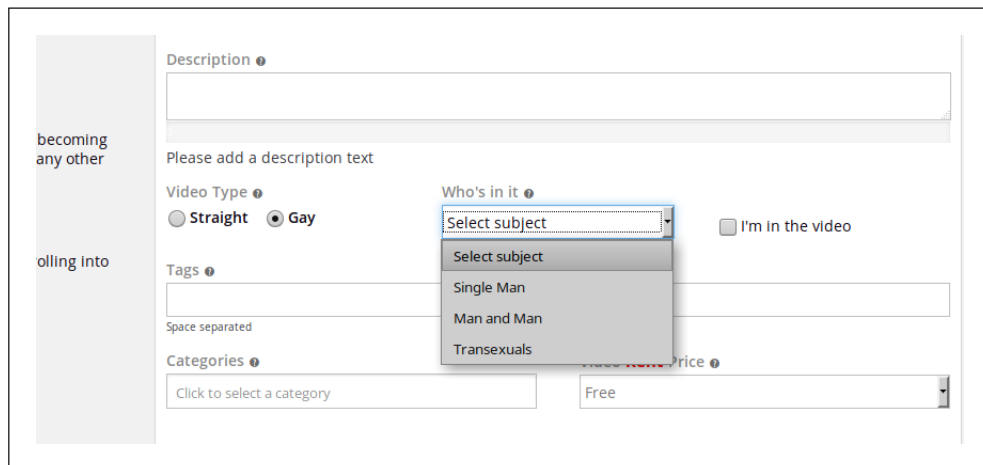 Description
becoming
any other
Please add a description text
Video Type
Who's in it
Straight
Gay
Select subject
I'm in the video
Select subject
olling into
Tags
Single Man
Man and Man
Space separated
Transexuals
Categories
Video Rent Price
Click to select a category
Free